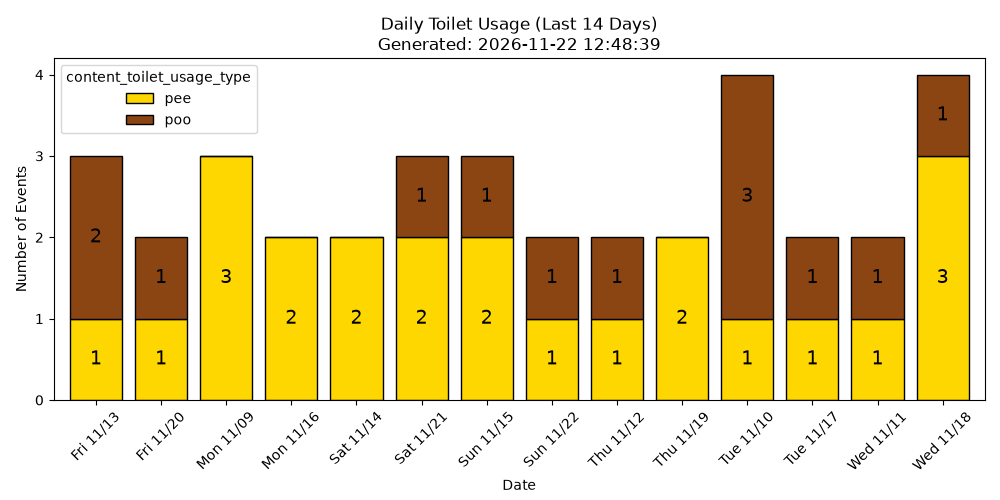 Daily Toilet Usage (Last 14 Days)
Generated: 2026-11-22 12:48:39
content_toilet_usage_type
pee
poo
Number of Events
4
3
2
1
0
2
1
1
1
3
2
2
1
2
1
2
1
1
1
1
2
3
1
1
1
1
1
1
3
Fri 11/13
Fri 11/20
Mon 11/09
Mon 11/16
Sat 11/14
Sat 11/21
Sun 11/15
Sun 11/22
Thu 11/12
Thu 11/19
Tue 11/10
Tue 11/17
Wed 11/11
Wed 11/18
Date